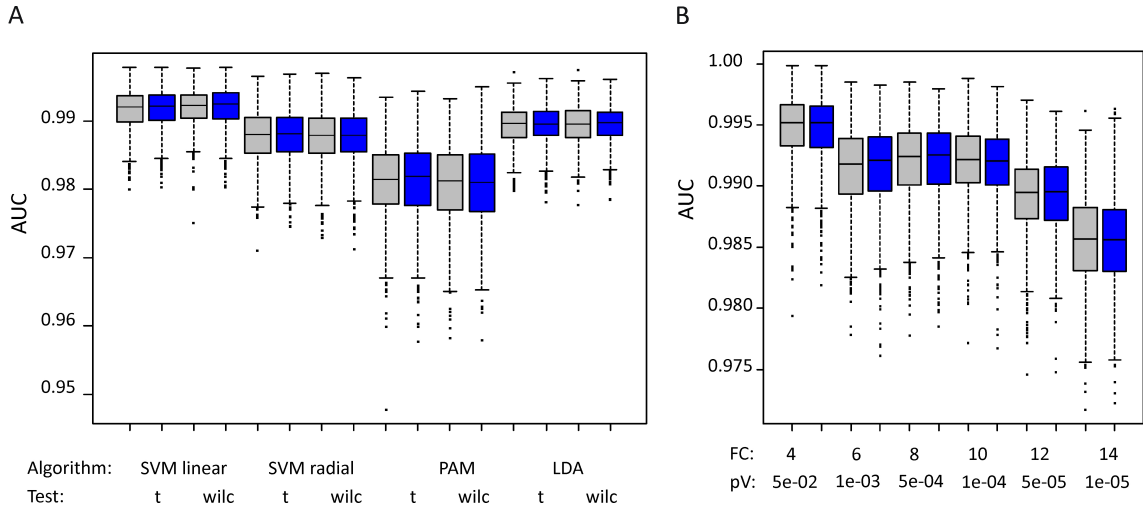 A
AUC
0.99
0.98
0.97
0.96
0.95
Algorithm: SVM linear SVM radial PAM LDA
Test: t wilc t wilc t wilc t wilc
B
AUC
1.00
0.995
0.990
0.985
0.980
0.975
FC: 4 6 8 10 12 14
pV: 5e-02 1e-03 5e-04 1e-04 5e-05 1e-05